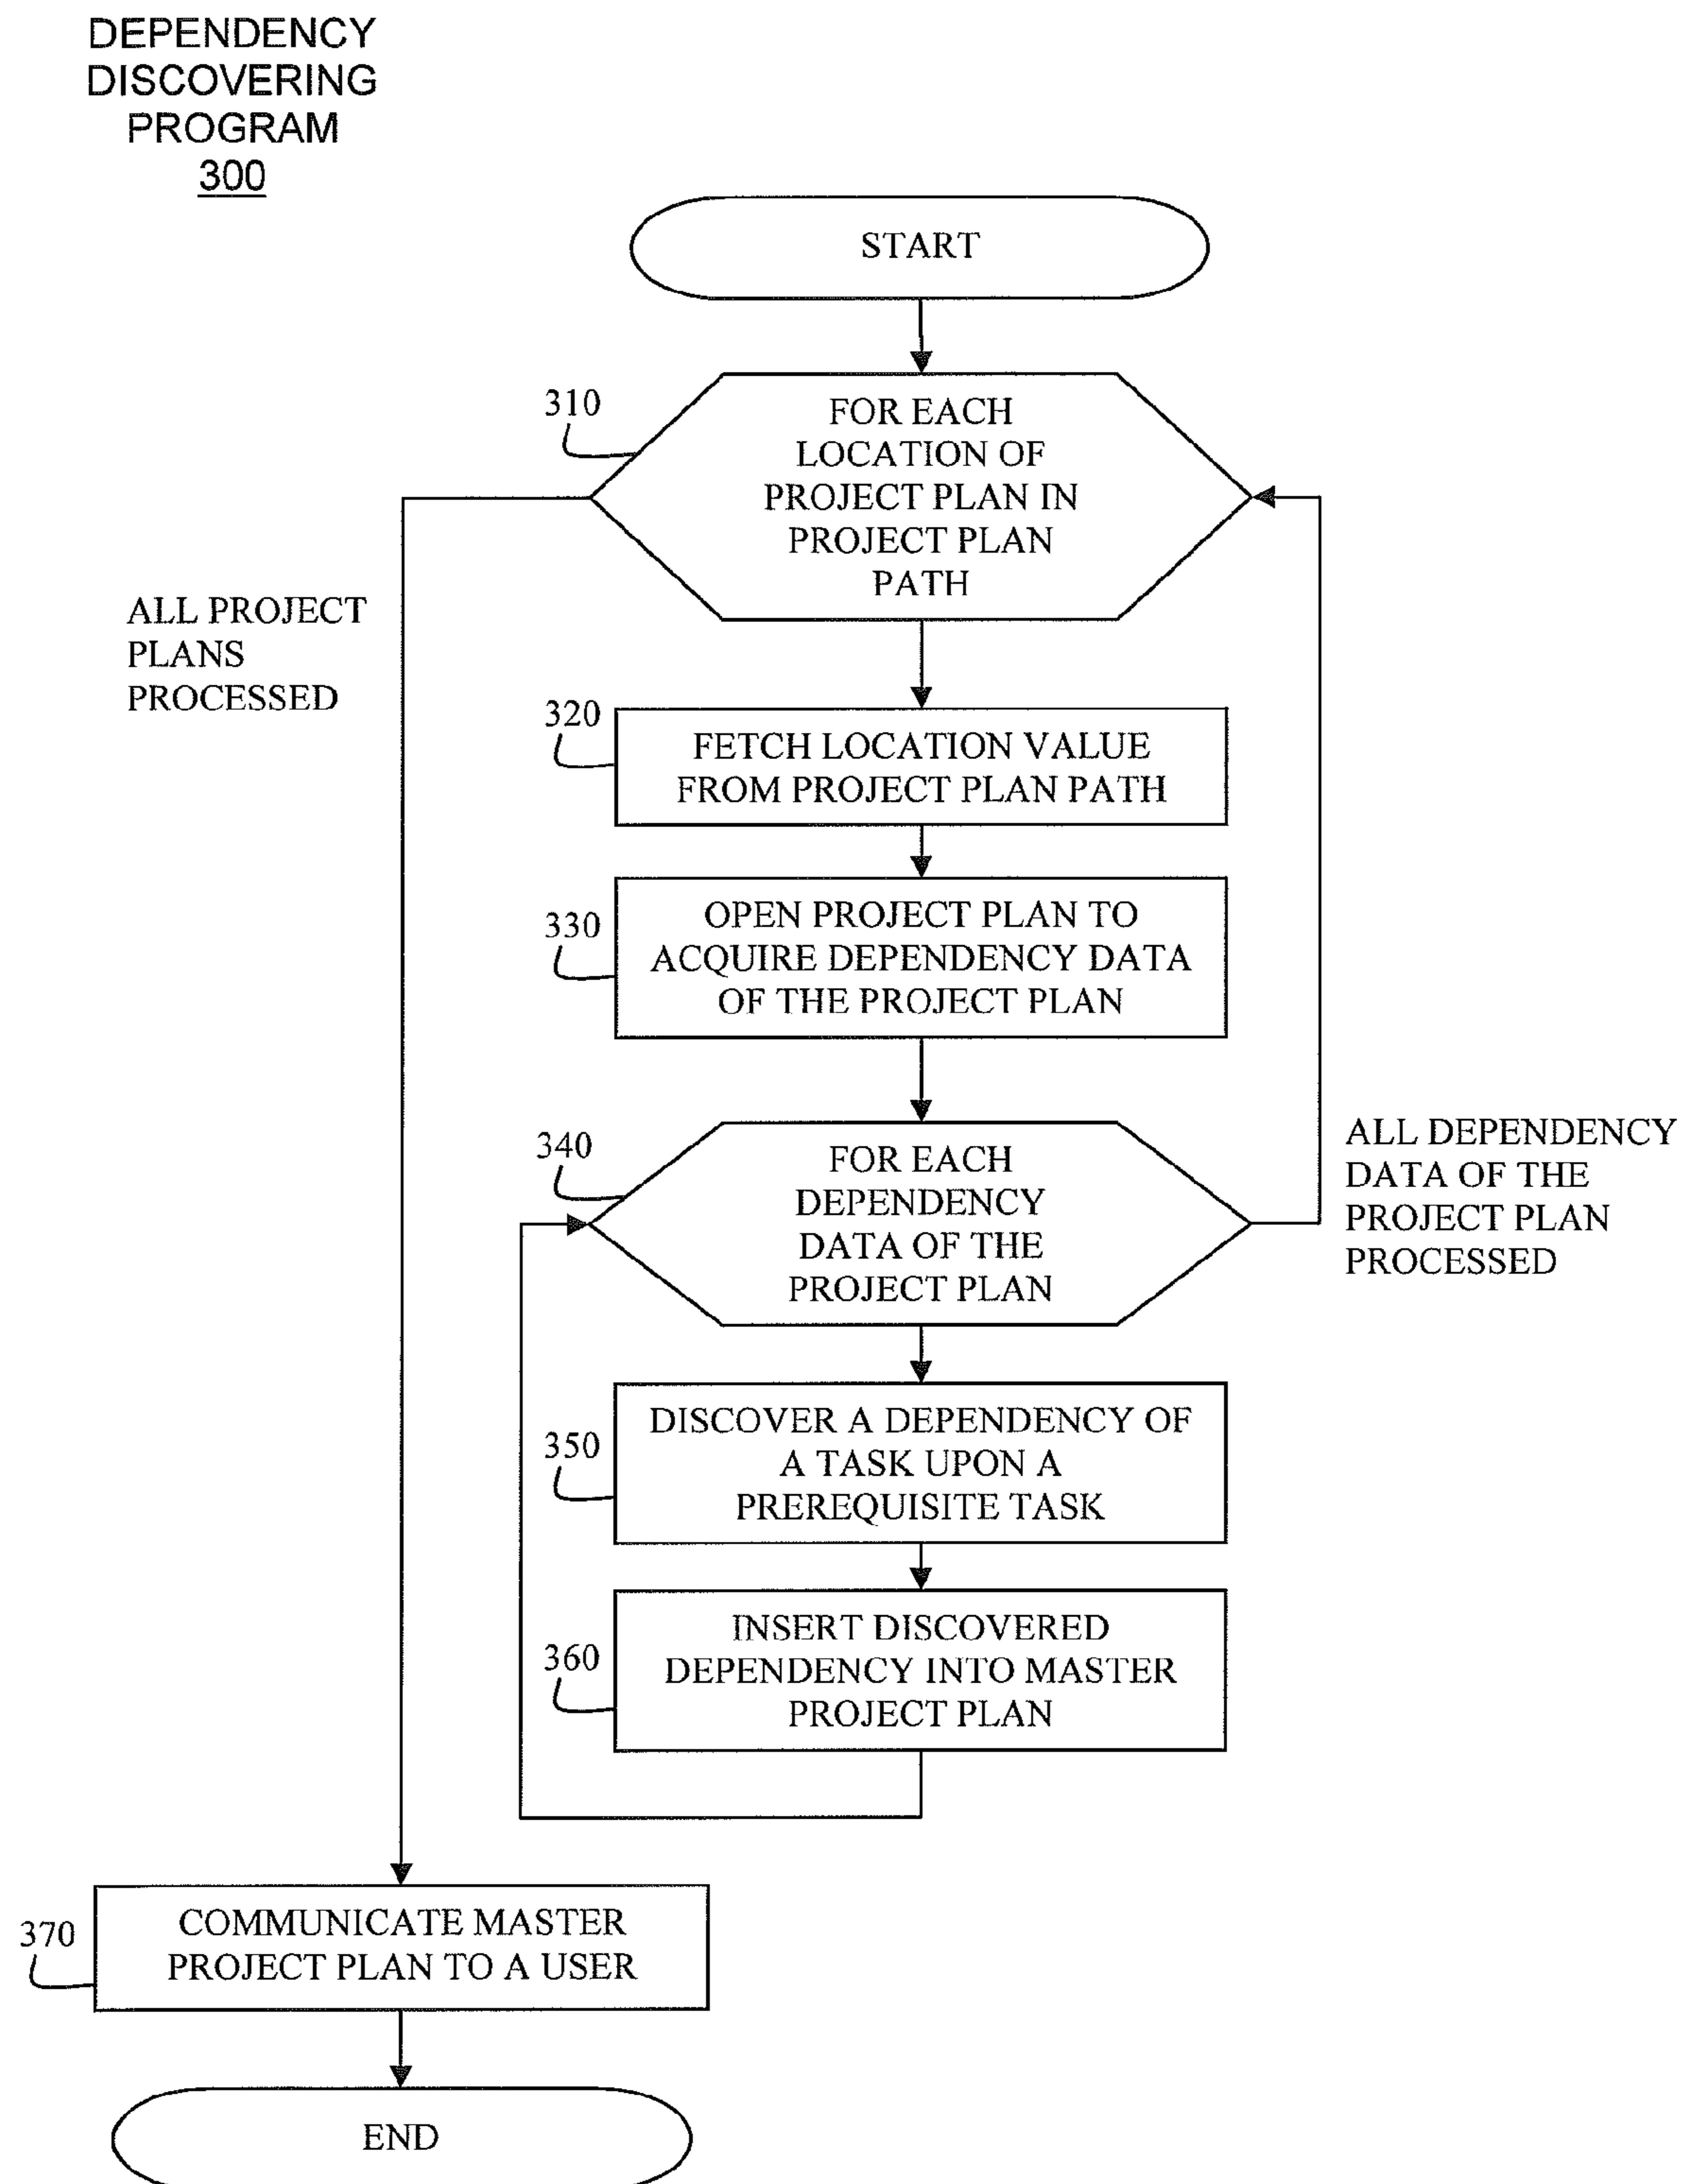 DEPENDENCY
DISCOVERING
PROGRAM
300
START
310
FOR EACH
LOCATION OF
PROJECT PLAN IN
PROJECT PLAN
PATH
ALL PROJECT
PLANS
PROCESSED
320
FETCH LOCATION VALUE
FROM PROJECT PLAN PATH
330
OPEN PROJECT PLAN TO
ACQUIRE DEPENDENCY DATA
OF THE PROJECT PLAN
340
FOR EACH
DEPENDENCY
DATA OF THE
PROJECT PLAN
ALL DEPENDENCY
DATA OF THE
PROJECT PLAN
PROCESSED
350
DISCOVER A DEPENDENCY OF
A TASK UPON A
PREREQUISITE TASK
360
INSERT DISCOVERED
DEPENDENCY INTO MASTER
PROJECT PLAN
370
COMMUNICATE MASTER
PROJECT PLAN TO A USER
END